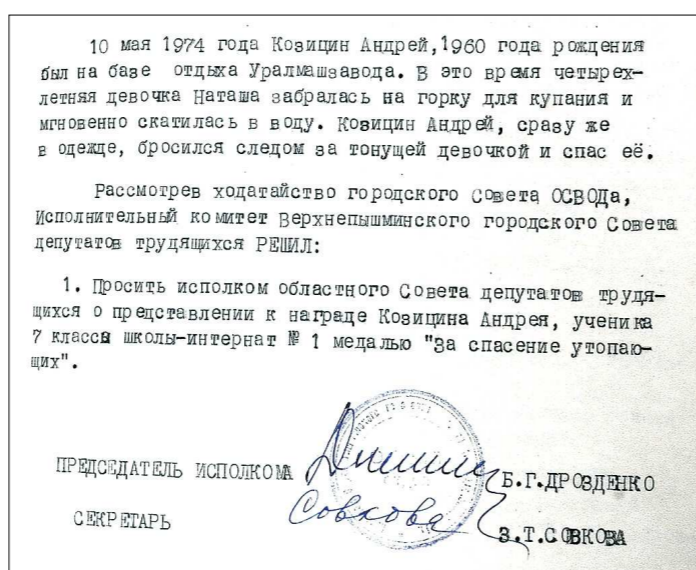 10 мая 1974 года Козицин Андрей,1960 года рождения
был на базе отдыха Уралмашзавода. В это время четырех-
летняя девочка Наташа забралась на горку для купания и
мгновенно скатилась в воду. Козицин Андрей, сразу же
в одежде, бросился следом за тонущей девочкой и спас её.
Рассмотрев ходатайство городского Совета ОСВОДа,
Исполнительный комитет Верхнепышминского городского Совета
депутатов трудящихся РЕШИЛ:
1. Просить исполком областного Совета депутатов трудя-
щихся о представлении к награде Козицина Андрея, ученика
7 класса школы-интернат № 1 медалью "За спасение утопаю-
щих".
ПРЕДСЕДАТЕЛЬ ИСПОЛКОМА
Б.Г.ДРОЗДЕНКО
СЕКРЕТАРЬ
Совкова
З.Т.СОВКОВА